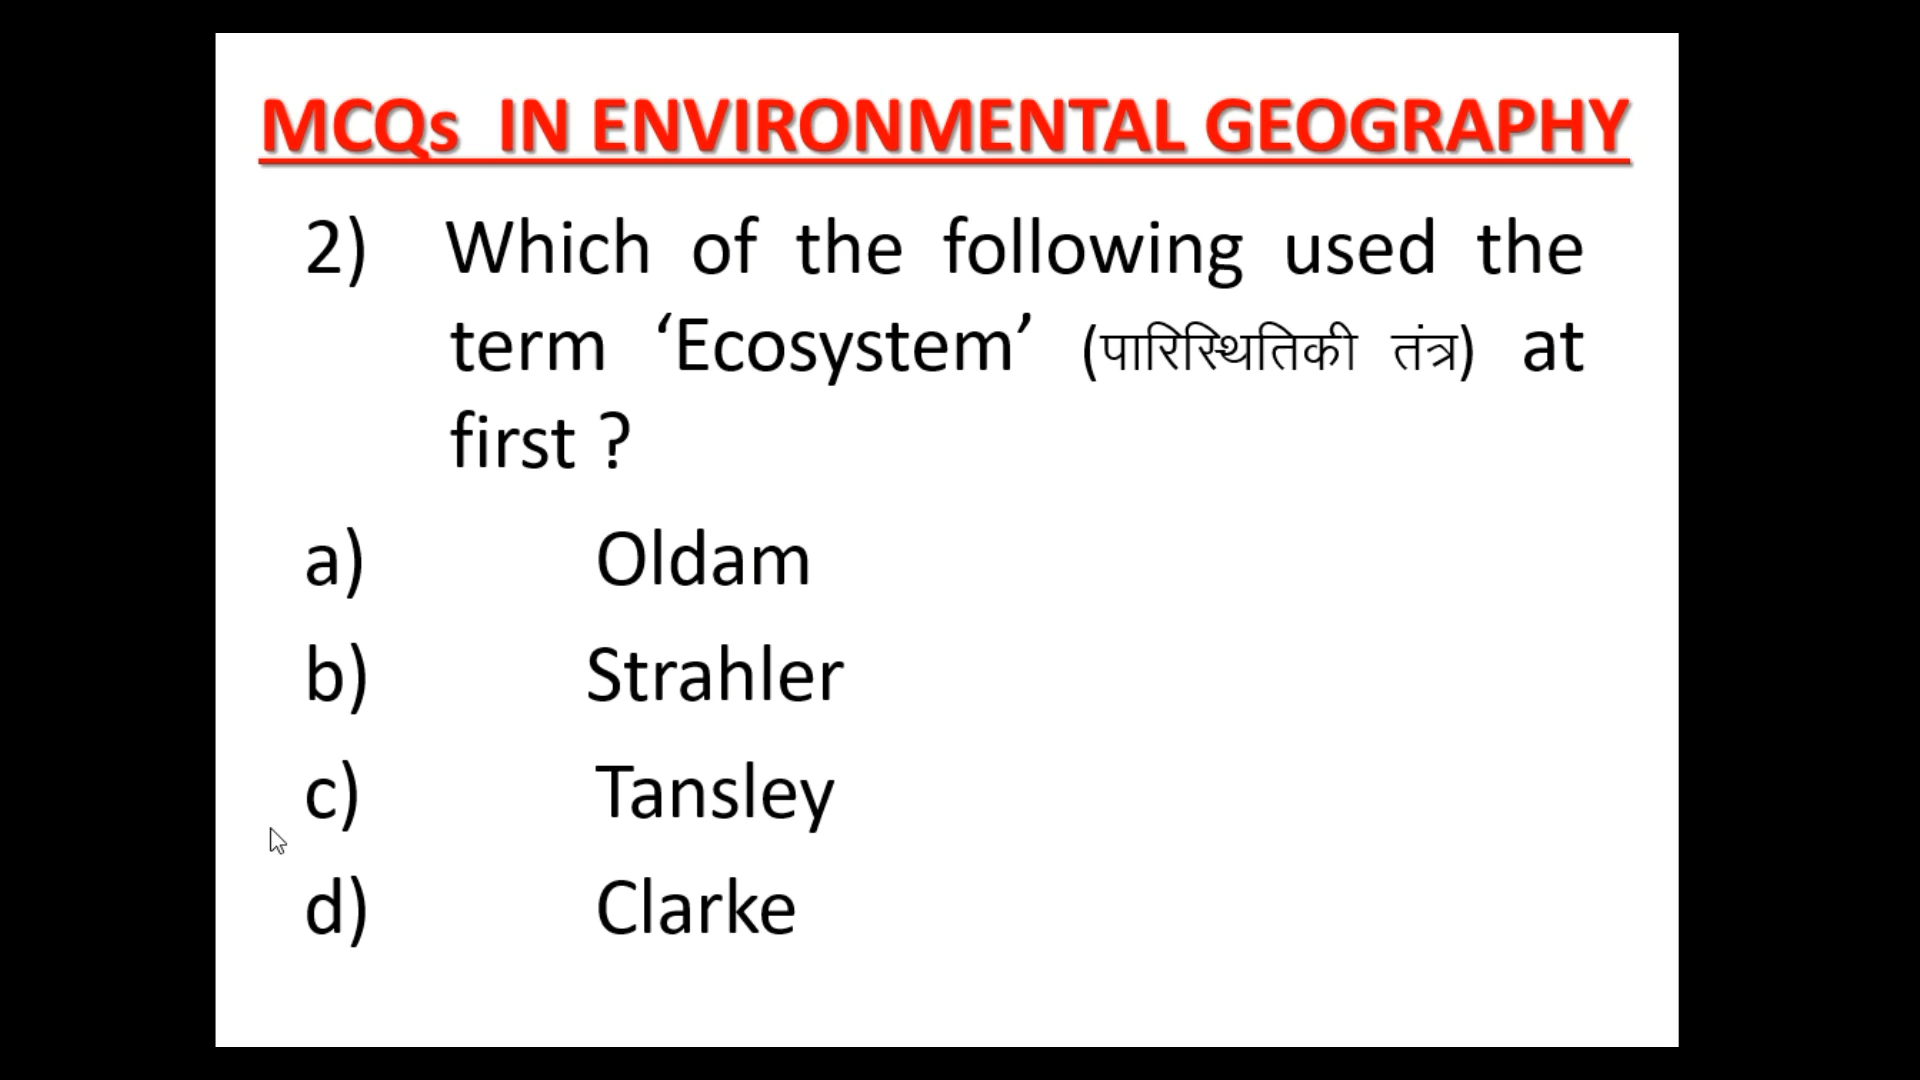 MCQs IN ENVIRONMENTAL GEOGRAPHY
2) Which of the following used the
term ‘Ecosystem’ (पारिस्थितिकी तंत्र) at
first ?
a) Oldam
b) Strahler
c) Tansley
d) Clarke